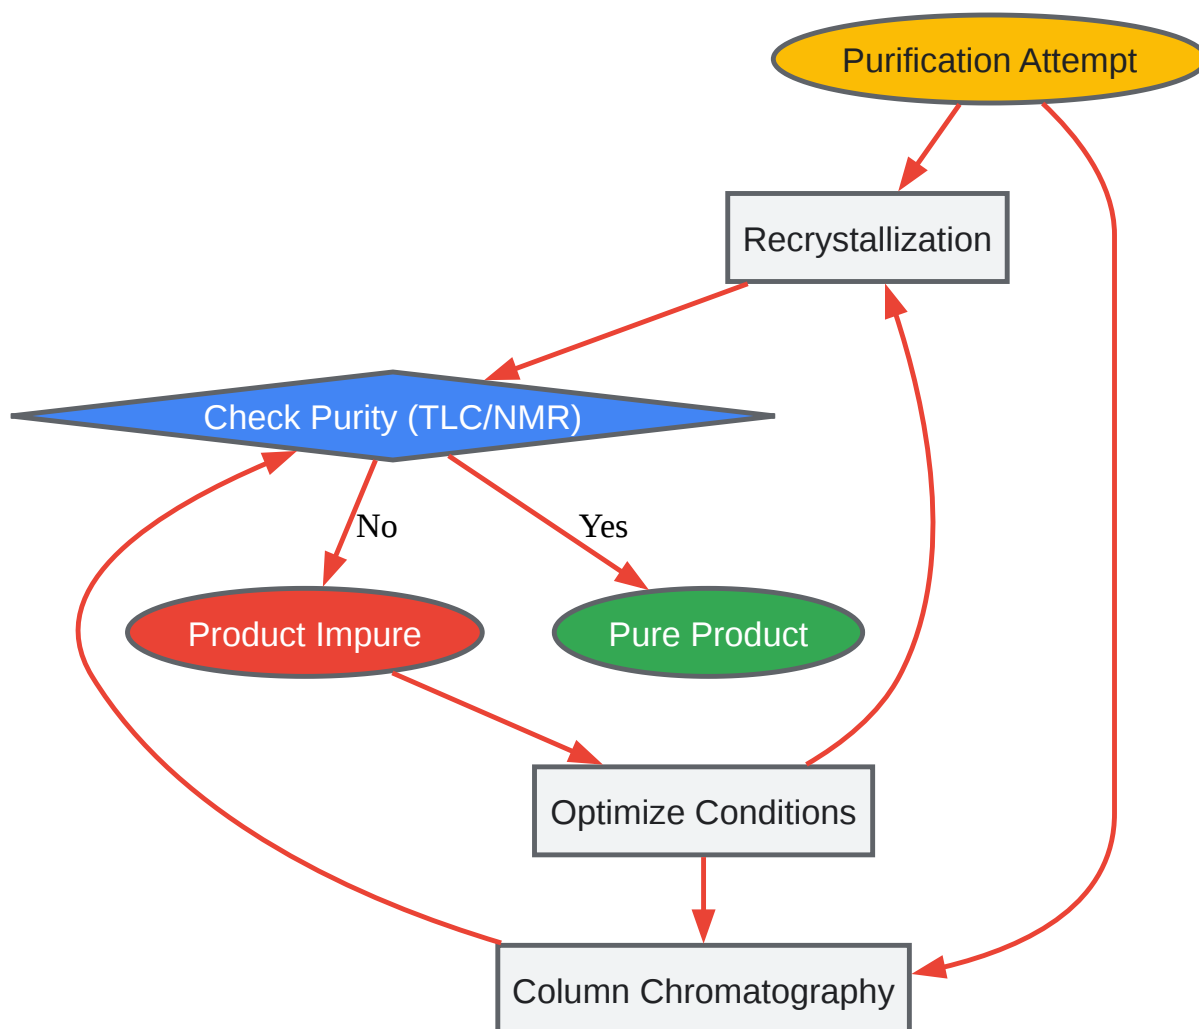 Purification Attempt
Recrystallization
Check Purity (TLC/NMR)
No
Yes
Product Impure
Pure Product
Optimize Conditions
Column Chromatography